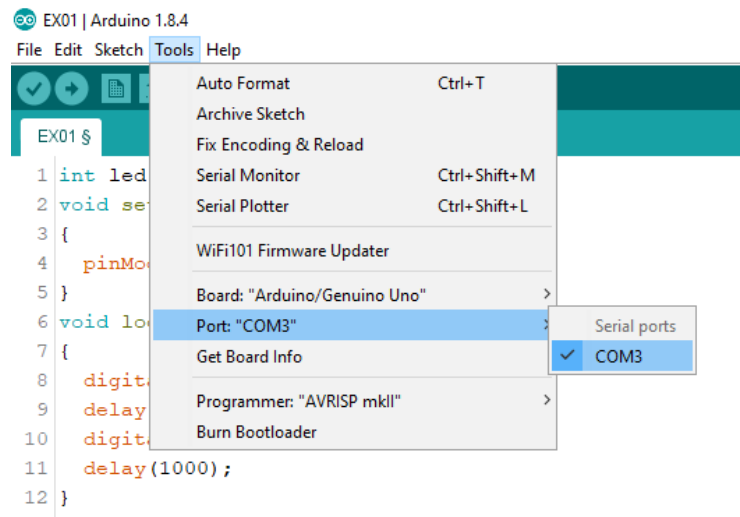 EX01 | Arduino 1.8.4
File Edit Sketch Tools Help
Auto Format Ctrl+T
Archive Sketch
Fix Encoding & Reload
Serial Monitor Ctrl+Shift+M
Serial Plotter Ctrl+Shift+L
WiFi101 Firmware Updater
Board: "Arduino/Genuino Uno"
Port: "COM3"
Get Board Info
Programmer: "AVRISP mkII"
Burn Bootloader
Serial ports
COM3
EX01 §
1 int led
2 void se
3 {
4 pinMo
5 }
6 void lo
7 {
8 digita
9 delay
10 digita
11 delay(1000);
12 }